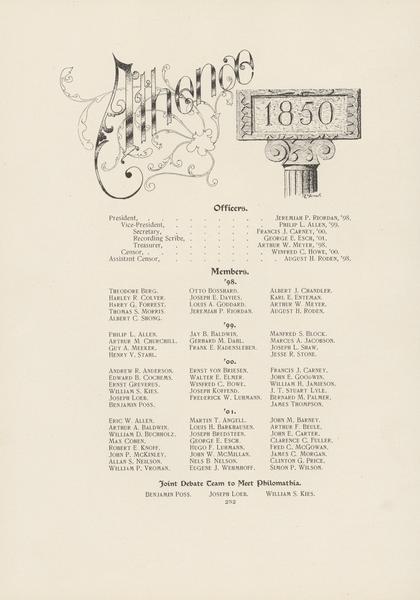 Athenae
1850
Officers.
President, . . . . . . . JEREMIAH P. RIORDAN, '98.
Vice-President, . . . . . . . PHILIP L. ALLEN, '99.
Secretary, . . . . . . FRANCIS J. CARNEY, '00.
Recording Scribe, . . . . . . GEORGE E. ESCH, '01.
Treasurer, . . . . . . ARTHUR W. MEYER, '98.
Censor, . . . . . . . WINFRED C. HOWE, '00.
Assistant Censor, . . . . . . . AUGUST H. RODEN, '98.
Members.
'98.
THEODORE BERG. OTTO BOSSHARD. ALBERT J. CHANDLER.
HARLEY R. COLVER. JOSEPH E. DAVIES. KARL E. ENTEMAN.
HARRY G. FORREST. LOUIS A. GODDARD. ARTHUR W. MEYER.
THOMAS S. MORRIS. JEREMIAH P. RIORDAN. AUGUST H. RODEN.
ALBERT C. SHONG.
'99.
PHILIP L. ALLEN. JAY B. BALDWIN. MANFRED S. BLOCK.
ARTHUR M. CHURCHILL. GERHARD M. DAHL. MARCUS A. JACOBSON.
GUY A. MEEKER. FRANK E. RADENSLEBEN. JOSEPH L. SHAW.
HENRY V. STAHL. JESSE R. STONE.
'00.
ANDREW R. ANDERSON. ERNST VON BRIESEN. FRANCIS J. CARNEY.
EDWARD B. COCHEMS. WALTER E. ELMER. JOHN E. GOOGWIN.
ERNST GREVERUS. WINFRED C. HOWE. WILLIAM H. JAMIESON.
WILLIAM S. KIES. JOSEPH KOFFEND. J. T. STUART LYLE.
JOSEPH LOEB. FREDERICK W. LUHMANN. BERNARD M. PALMER.
BENJAMIN POSS. JAMES THOMPSON.
'01.
ERIC W. ALLEN. MARTIN T. ANGELL. JOHN M. BARNEY.
ARTHUR A. BALDWIN. LOUIS H. BARKHAUSEN. ARTHUR F. BEULE.
WILLIAM D. BUCHHOLZ. JOSEPH BREDSTEEN. JOHN E. CARTER.
MAX COHEN. GEORGE E. ESCH. CLARENCE C. FULLER.
ROBERT E. KNOFF. HUGO F. LUHMANN. FRED C. MCGOWAN.
JOHN P. MCKINLEY. JOHN W. MCMILLAN. JAMES C. MORGAN.
ALLAN S. NEILSON. NELS B. NELSON. CLINTON G. PRICE.
WILLIAM P. VROMAN. EUGENE J. WEHMHOFF. SIMON P. WILSON.
Joint Debate Team to Meet Philomathia.
BENJAMIN POSS. JOSEPH LOEB. WILLIAM S. KIES.
252